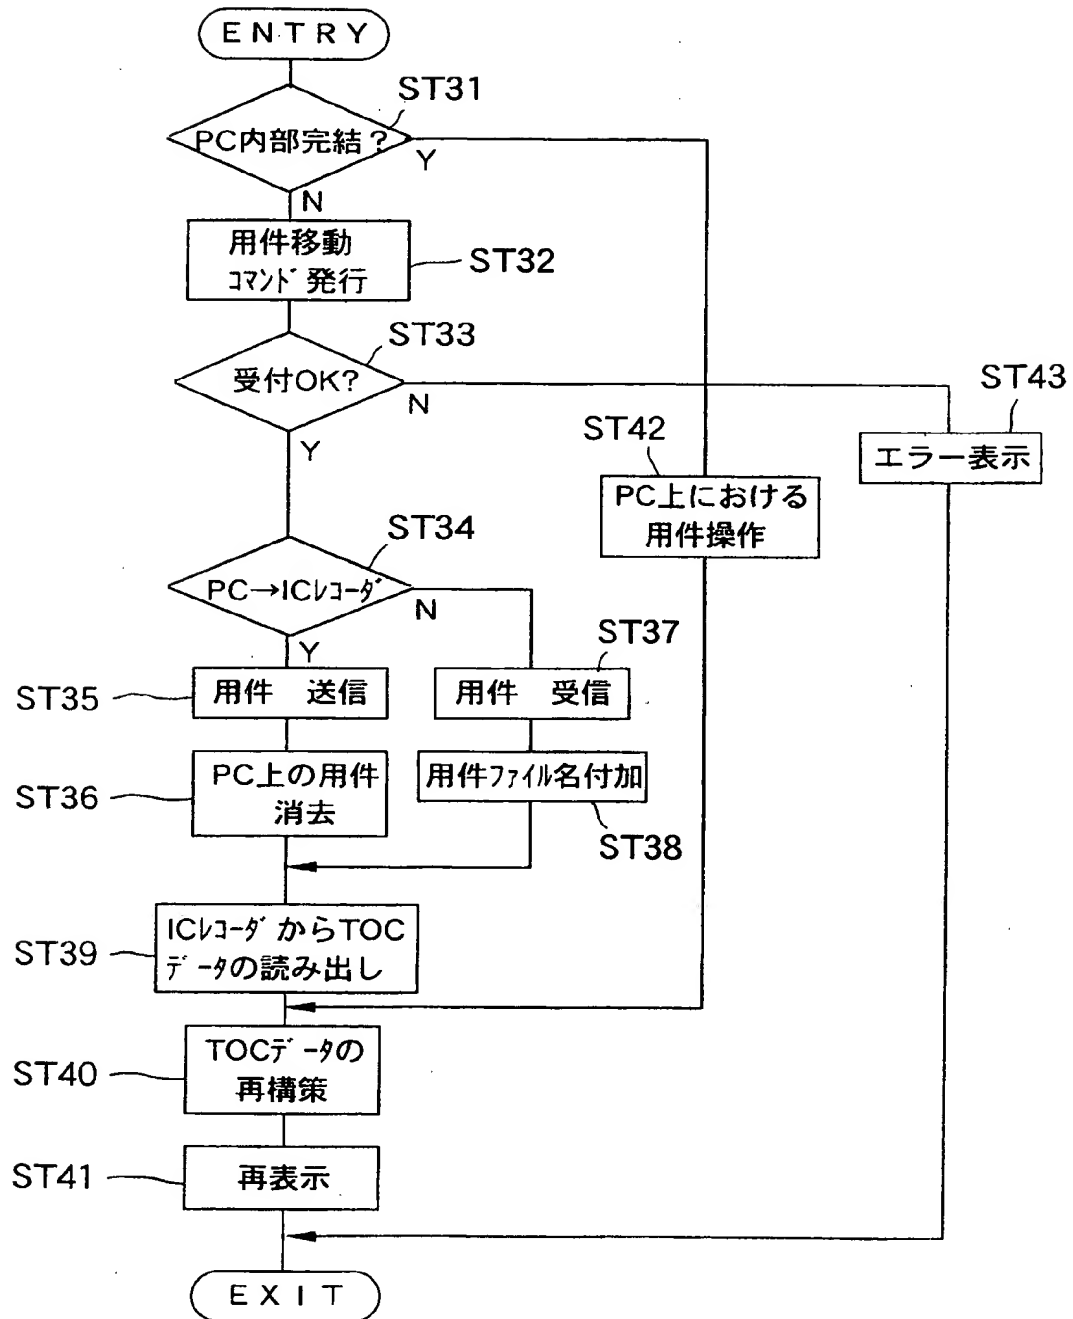 ENTRY
ST31
PC内部完結?
Y
N
用件移動
コマンド発行
ST32
ST33
受付OK?
N
Y
ST43
エラー表示
ST42
PC上における
用件操作
ST34
PC→ICレコーダ
N
Y
ST37
ST35
用件 送信
用件 受信
ST36
PC上の用件
消去
用件ファイル名付加
ST38
ST39
ICレコーダからTOC
データの読み出し
ST40
TOCデータの
再構策
ST41
再表示
EXIT